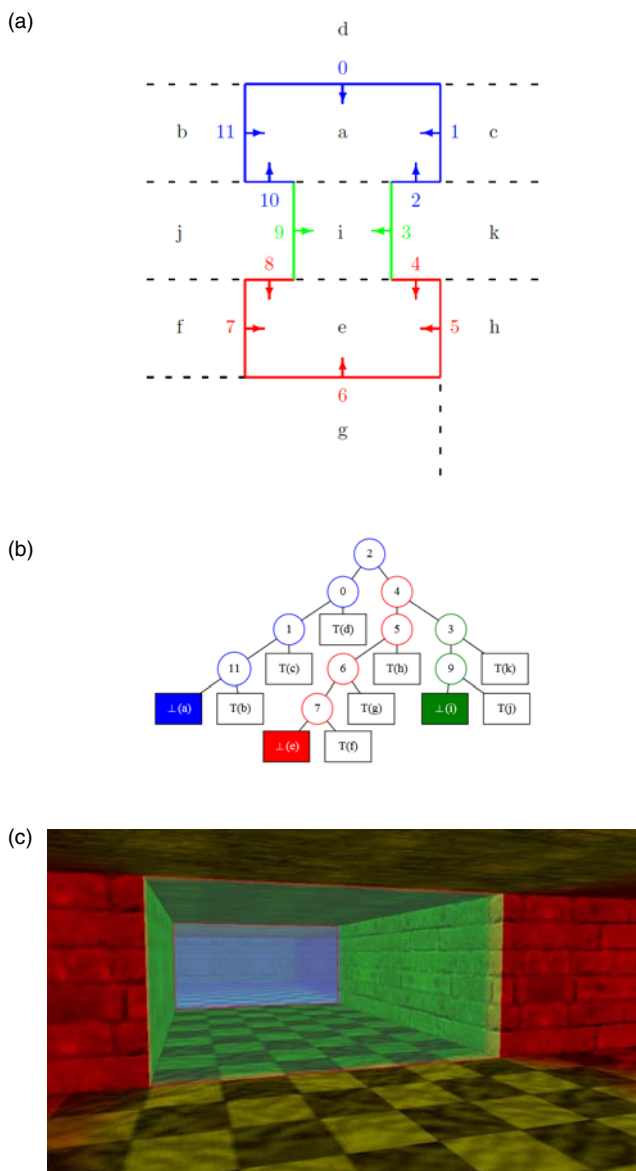 (a)
d
0
b 11 a 1 c
10 2
j 9 i 3 k
8 4
f 7 e 5 h
6
g
(b)
2
0 4
1 T(d) 5 3
11 T(c) 6 T(h) 9 T(k)
⊥(a) T(b) 7 T(g) ⊥(i) T(j)
⊥(e) T(f)
(c)